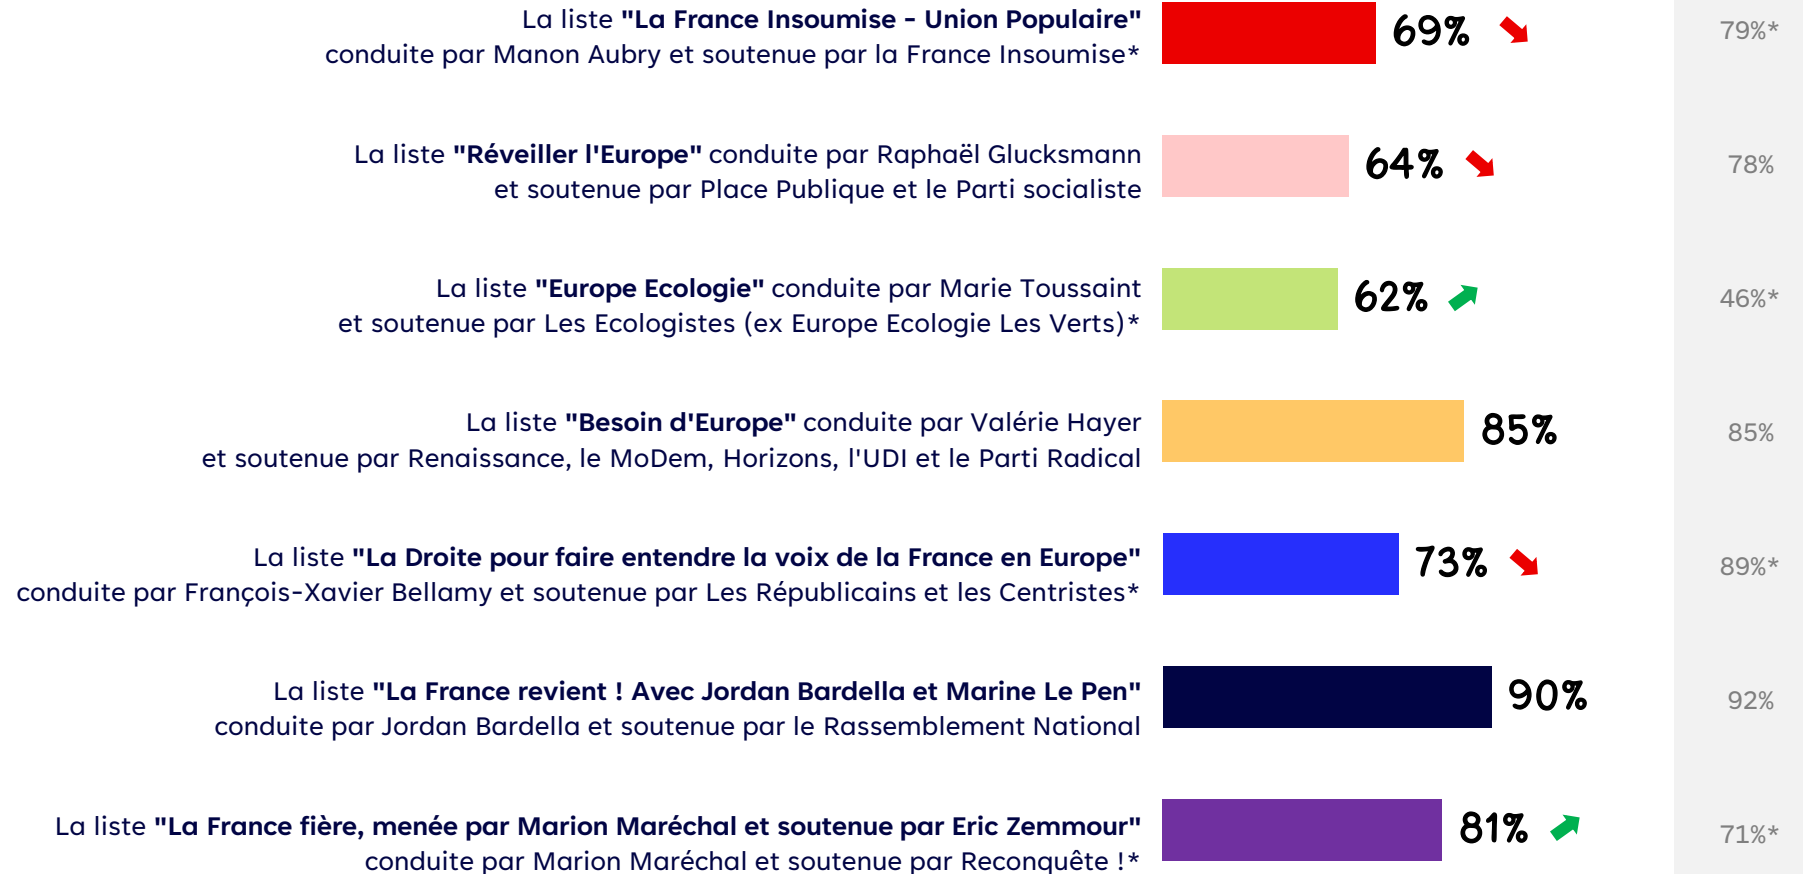 La liste "La France Insoumise - Union Populaire"
conduite par Manon Aubry et soutenue par la France Insoumise*
69%
79%*
La liste "Réveiller l'Europe" conduite par Raphaël Glucksmann
et soutenue par Place Publique et le Parti socialiste
64%
78%
La liste "Europe Ecologie" conduite par Marie Toussaint
et soutenue par Les Ecologistes (ex Europe Ecologie Les Verts)*
62%
46%*
La liste "Besoin d'Europe" conduite par Valérie Hayer
et soutenue par Renaissance, le MoDem, Horizons, l'UDI et le Parti Radical
85%
85%
La liste "La Droite pour faire entendre la voix de la France en Europe"
conduite par François-Xavier Bellamy et soutenue par Les Républicains et les Centristes*
73%
89%*
La liste "La France revient ! Avec Jordan Bardella et Marine Le Pen"
conduite par Jordan Bardella et soutenue par le Rassemblement National
90%
92%
La liste "La France fière, menée par Marion Maréchal et soutenue par Eric Zemmour"
conduite par Marion Maréchal et soutenue par Reconquête !*
81%
71%*